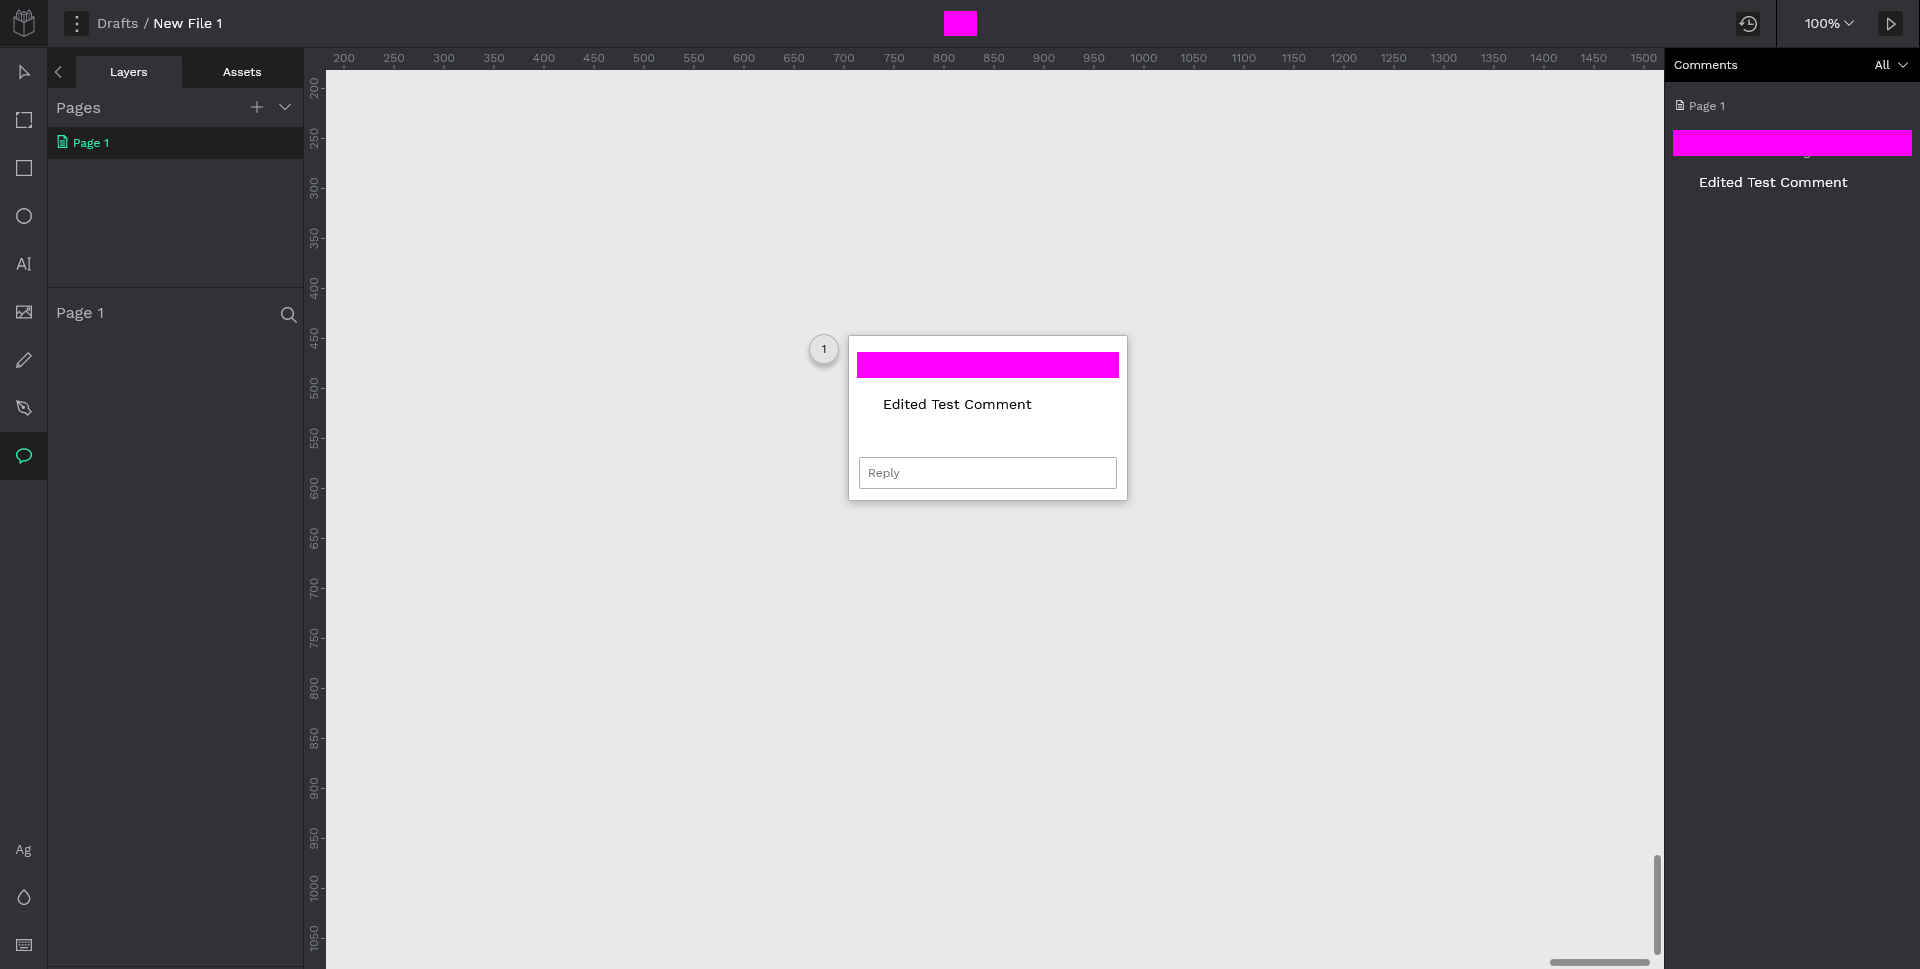 Drafts / New File 1
100%
Layers
Assets
Pages
Page 1
Page 1
AI
Ag
200 250 300 350 400 450 500 550 600 650 700 750 800 850 900 950 1000 1050 1100 1150 1200 1250 1300 1350 1400 1450 1500
200 250 300 350 400 450 500 550 600 650 700 750 800 850 900 950 1000 1050
1
Edited Test Comment
Reply
Comments
All
Page 1
Edited Test Comment